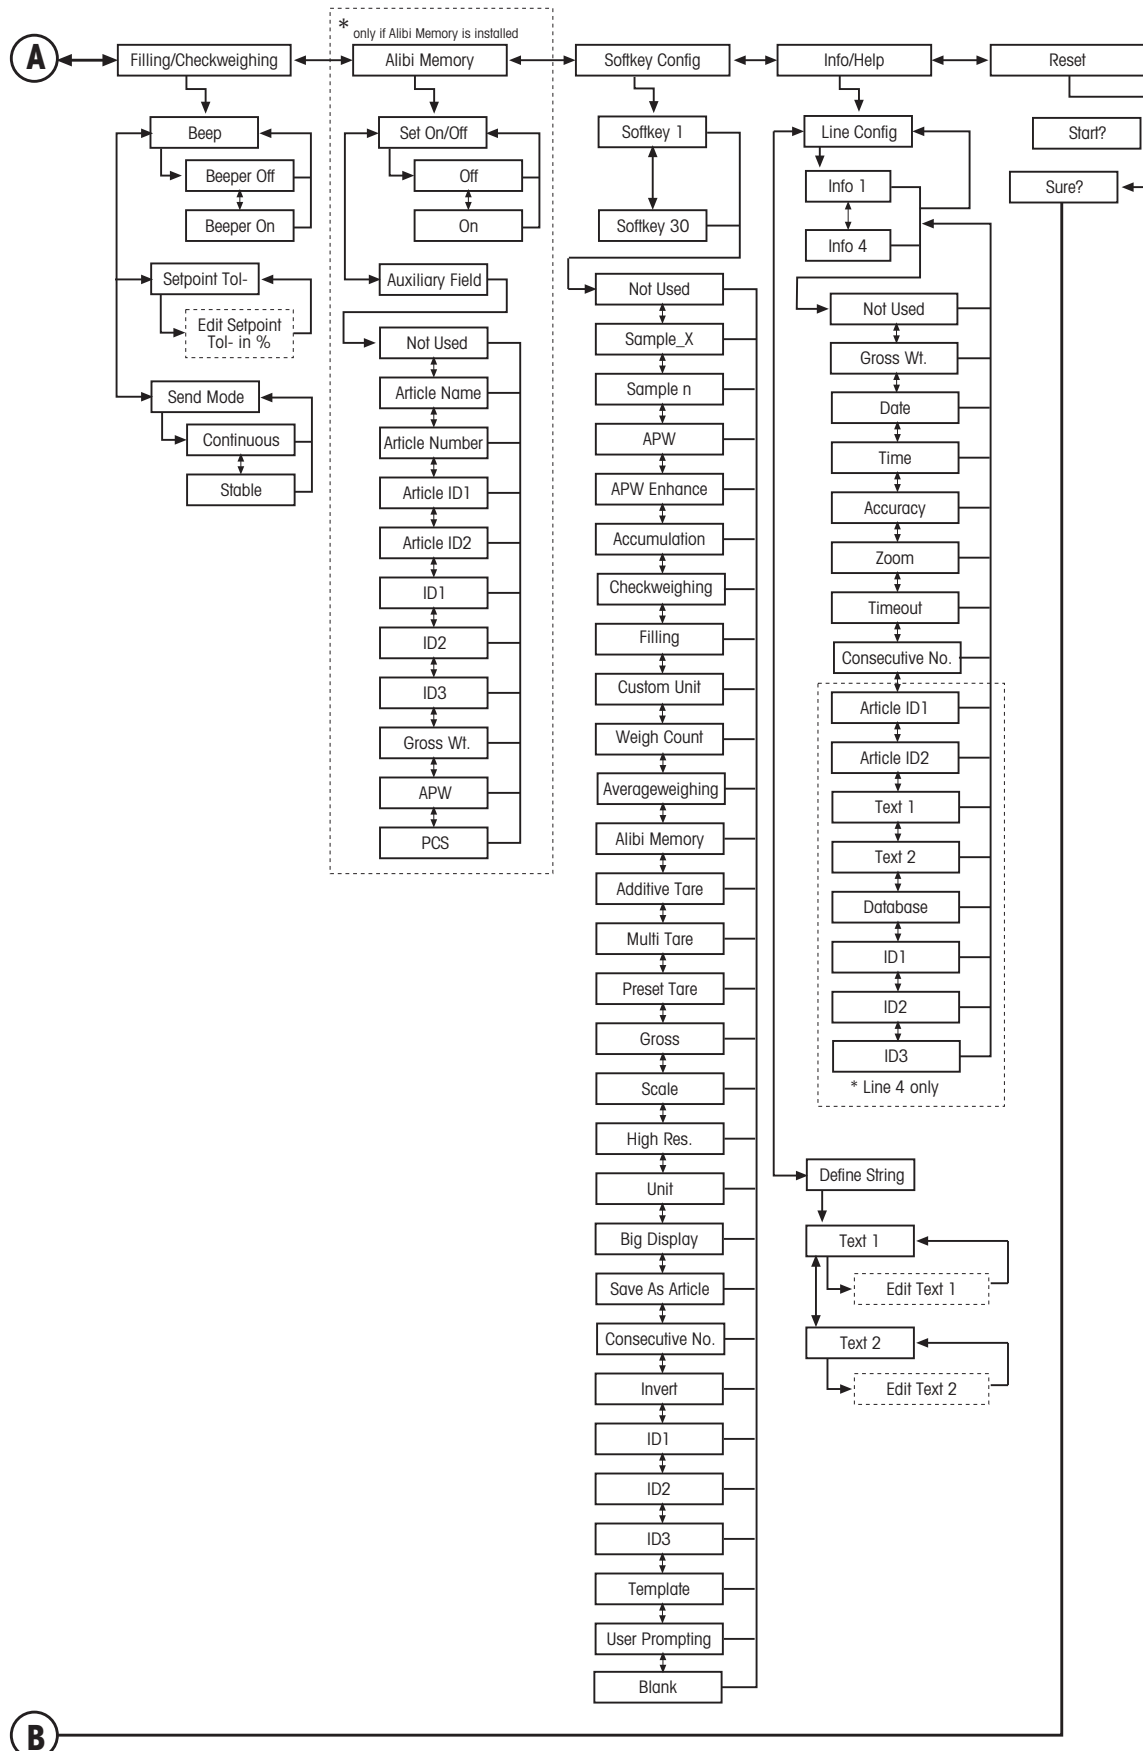 * only if Alibi Memory is installed
A
Filling/Checkweighing
Alibi Memory
Softkey Config
Info/Help
Reset
Beep
Beeper Off
Beeper On
Setpoint Tol-
Edit Setpoint
Tol- in %
Send Mode
Continuous
Stable
Set On/Off
Off
On
Auxiliary Field
Not Used
Article Name
Article Number
Article ID1
Article ID2
ID1
ID2
ID3
Gross Wt.
APW
PCS
Softkey 1
Softkey 30
Not Used
Sample_X
Sample n
APW
APW Enhance
Accumulation
Checkweighing
Filling
Custom Unit
Weigh Count
Averageweighing
Alibi Memory
Additive Tare
Multi Tare
Preset Tare
Gross
Scale
High Res.
Unit
Big Display
Save As Article
Consecutive No.
Invert
ID1
ID2
ID3
Template
User Prompting
Blank
Line Config
Info 1
Info 4
Not Used
Gross Wt.
Date
Time
Accuracy
Zoom
Timeout
Consecutive No.
Article ID1
Article ID2
Text 1
Text 2
Database
ID1
ID2
ID3
* Line 4 only
Define String
Text 1
Edit Text 1
Text 2
Edit Text 2
Start?
Sure?
B